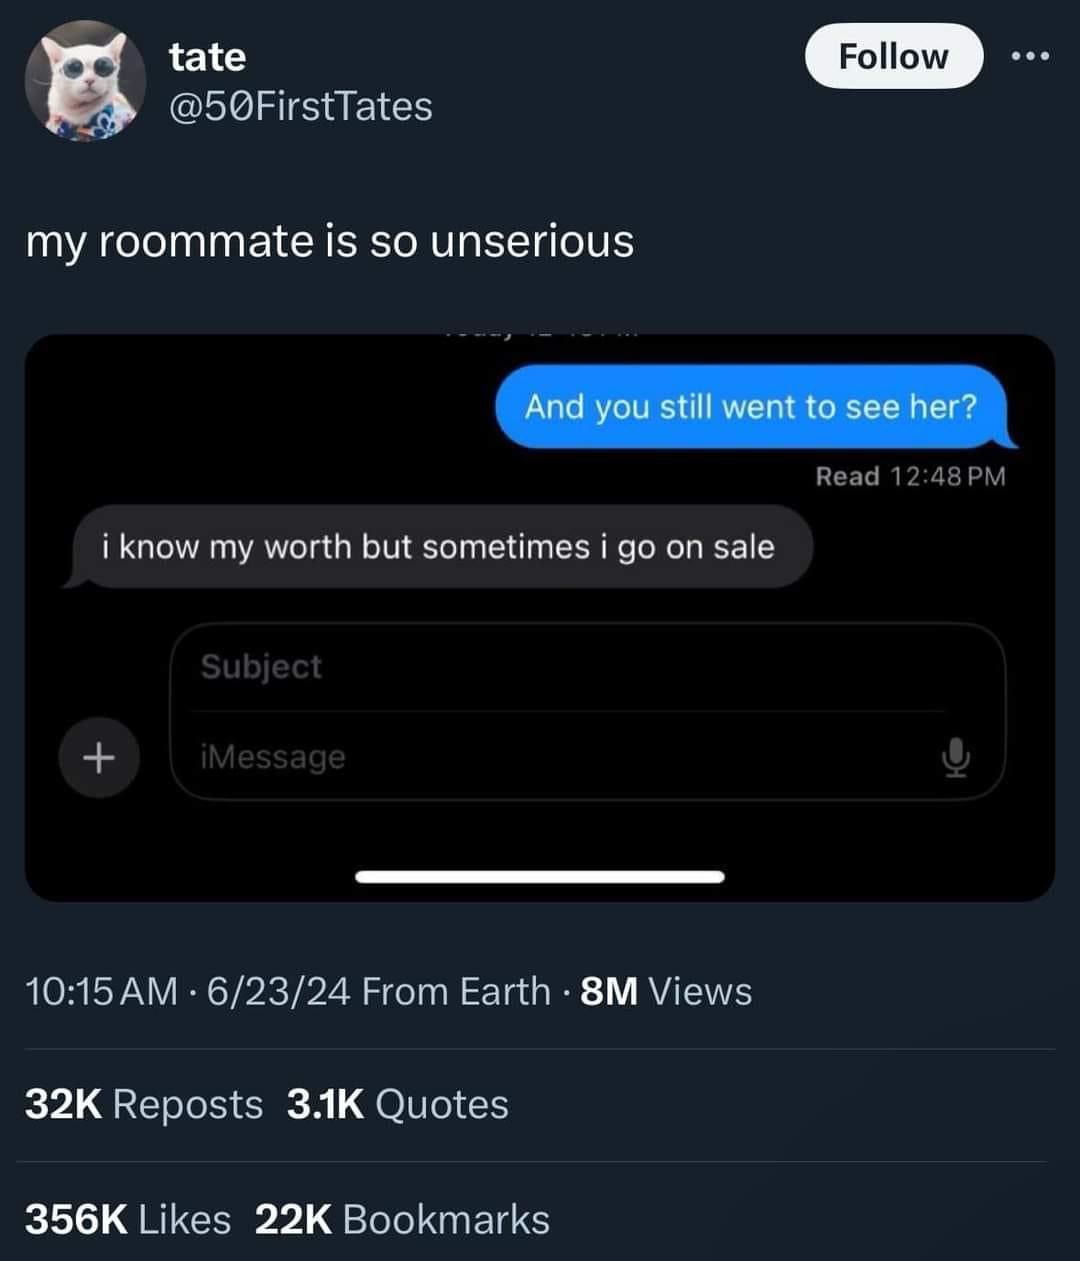 tate
Follow
@50FirstTates
my roommate is so unserious
And you still went to see her?
Read 12:48 PM
i know my worth but sometimes i go on sale
Subject
iMessage
10:15 AM · 6/23/24 From Earth · 8M Views
32K Reposts 3.1K Quotes
356K Likes 22K Bookmarks